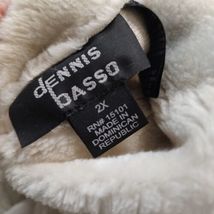 dennis
basso
2X
RN# 15101
MADE IN
DOMINICAN
REPUBLIC